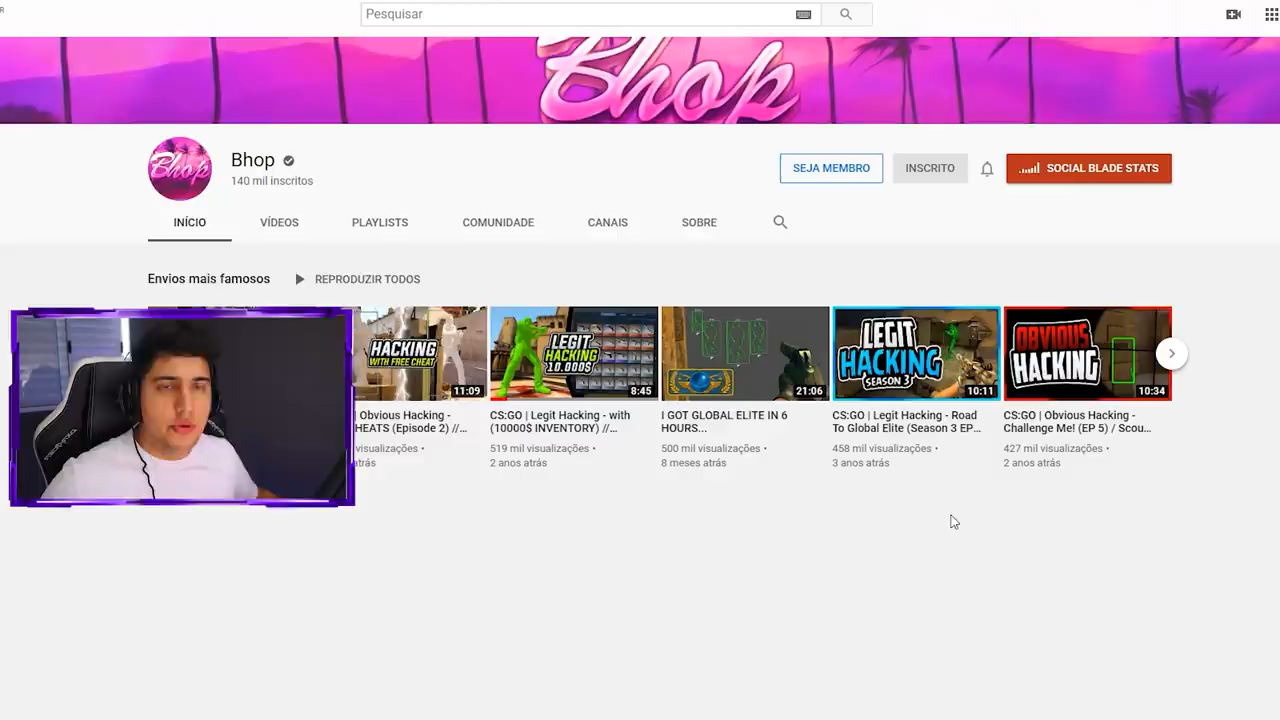 R
Pesquisar
Bhop
Bhop
Bhop
140 mil inscritos
SEJA MEMBRO
INSCRITO
SOCIAL BLADE STATS
INÍCIO
VÍDEOS
PLAYLISTS
COMUNIDADE
CANAIS
SOBRE
Envios mais famosos
REPRODUZIR TODOS
HACKING
WITH FREE CHEAT
11:09
Obvious Hacking -
HEATS (Episode 2) //...
visualizações •
atrás
LEGIT
HACKING
10.000$
8:45
CS:GO | Legit Hacking - with
(10000$ INVENTORY) //...
519 mil visualizações •
2 anos atrás
21:06
I GOT GLOBAL ELITE IN 6
HOURS...
500 mil visualizações •
8 meses atrás
LEGIT
HACKING
SEASON 3
10:11
CS:GO | Legit Hacking - Road
To Global Elite (Season 3 EP...
458 mil visualizações •
3 anos atrás
OBVIOUS
HACKING
10:34
CS:GO | Obvious Hacking -
Challenge Me! (EP 5) / Scou...
427 mil visualizações •
2 anos atrás